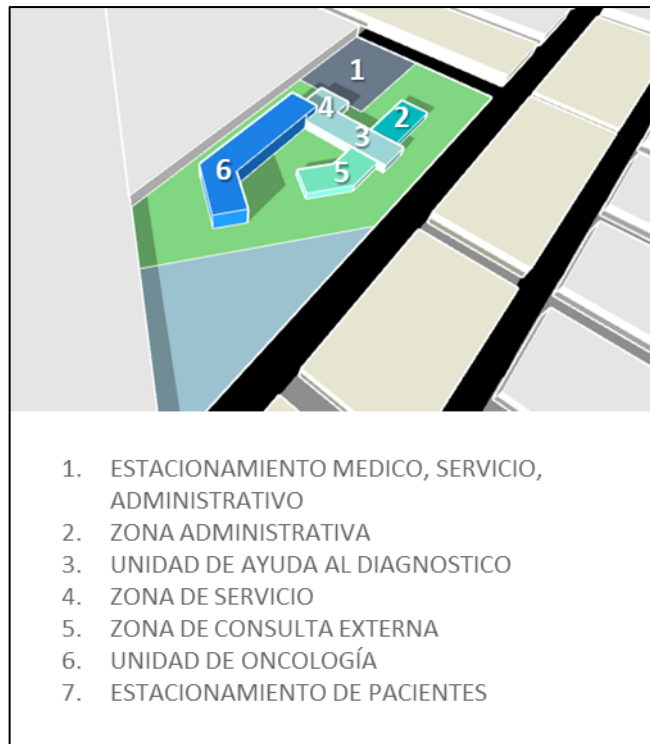 1
4
2
3
5
6
1. ESTACIONAMIENTO MEDICO, SERVICIO,
ADMINISTRATIVO
2. ZONA ADMINISTRATIVA
3. UNIDAD DE AYUDA AL DIAGNOSTICO
4. ZONA DE SERVICIO
5. ZONA DE CONSULTA EXTERNA
6. UNIDAD DE ONCOLOGÍA
7. ESTACIONAMIENTO DE PACIENTES